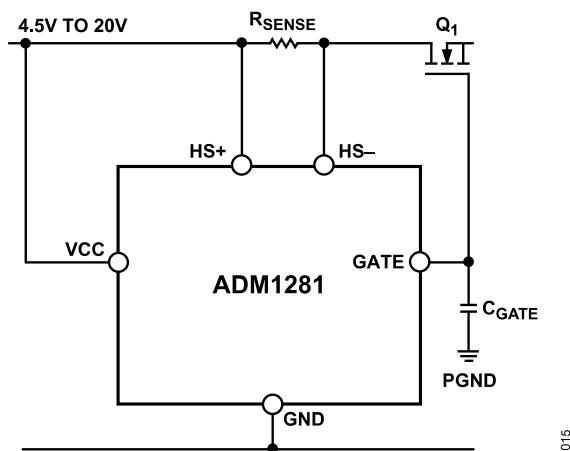 4.5V TO 20V
RSENSE
Q1
HS+
HS–
VCC
GATE
ADM1281
CGATE
PGND
GND
015